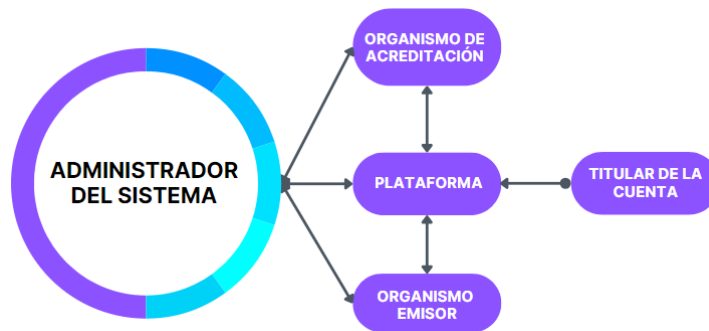 ORGANISMO DE
ACREDITACIÓN
ADMINISTRADOR
DEL SISTEMA
PLATAFORMA
TITULAR DE LA
CUENTA
ORGANISMO
EMISOR